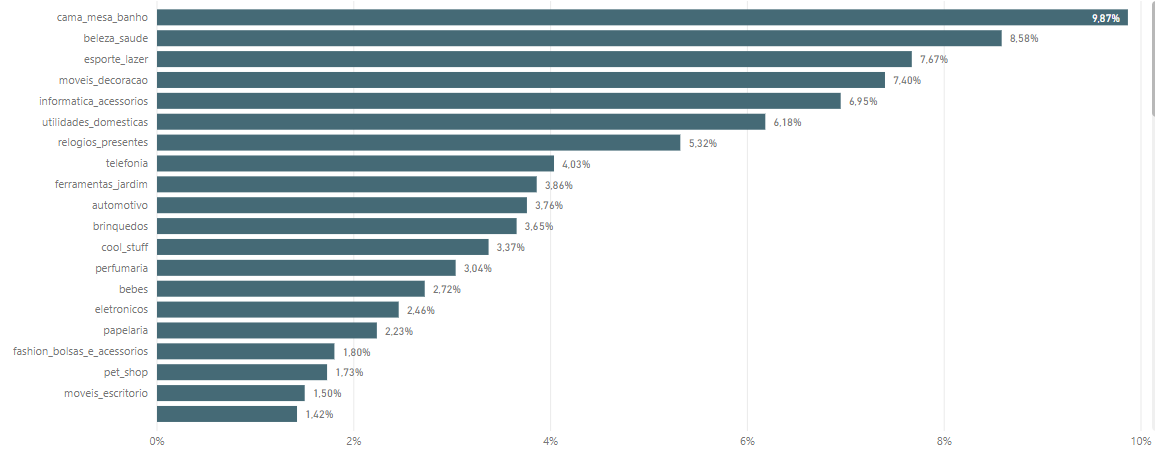 cama_mesa_banho 9,87%
beleza_saude 8,58%
esporte_lazer 7,67%
moveis_decoracao 7,40%
informatica_acessorios 6,95%
utilidades_domesticas 6,18%
relogios_presentes 5,32%
telefonia 4,03%
ferramentas_jardim 3,86%
automotivo 3,76%
brinquedos 3,65%
cool_stuff 3,37%
perfumaria 3,04%
bebes 2,72%
eletronicos 2,46%
papelaria 2,23%
fashion_bolsas_e_acessorios 1,80%
pet_shop 1,73%
moveis_escritorio 1,50%
1,42%
0% 2% 4% 6% 8% 10%